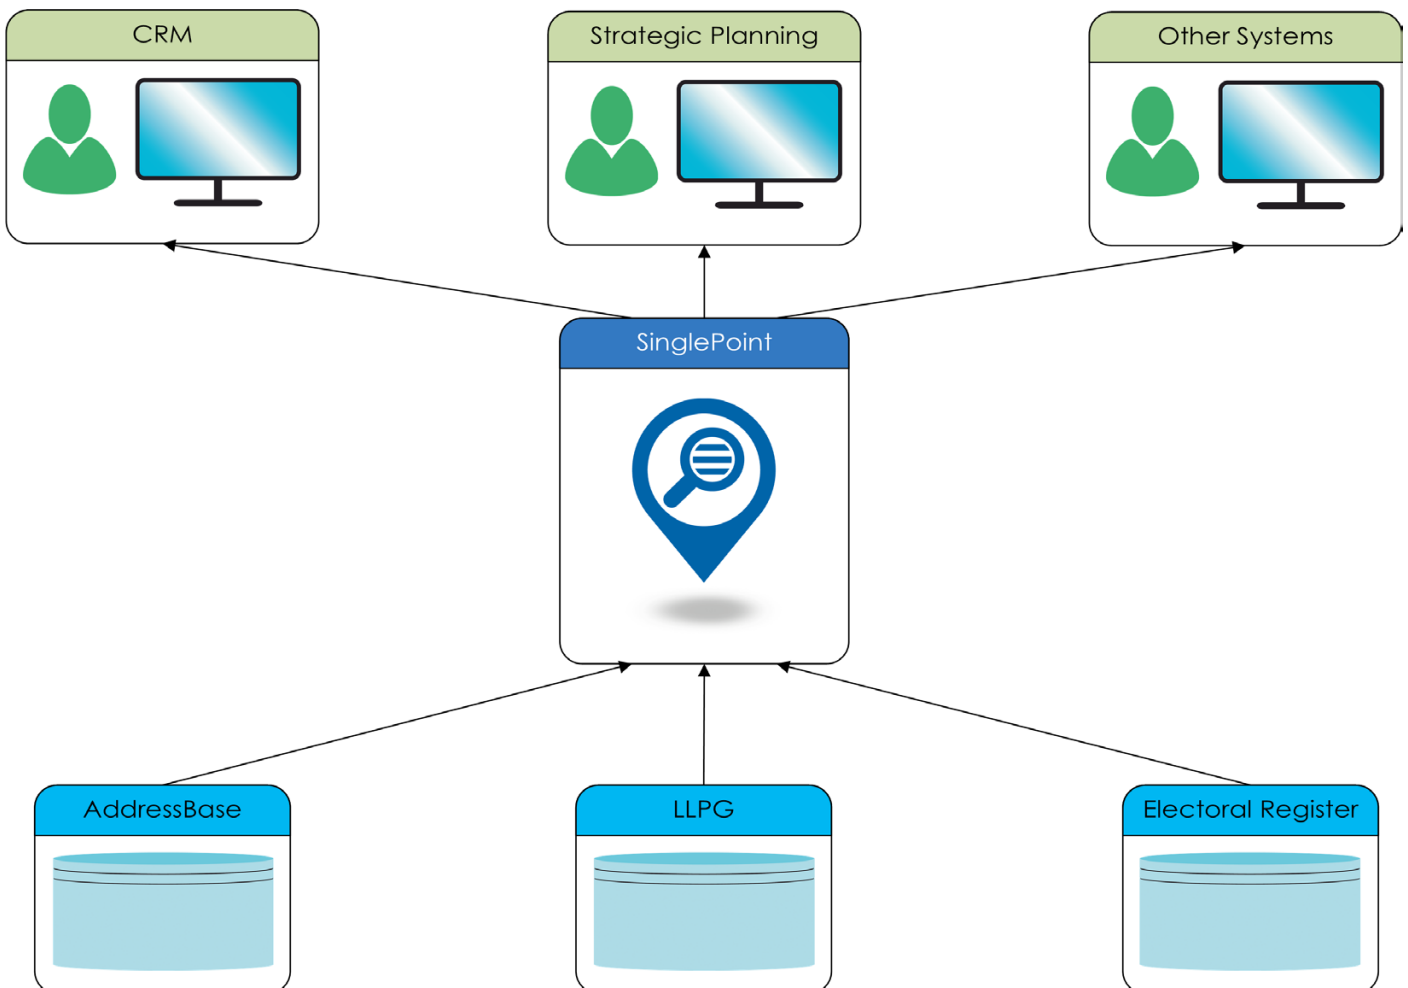 CRM
Strategic Planning
Other Systems
SinglePoint
AddressBase
LLPG
Electoral Register